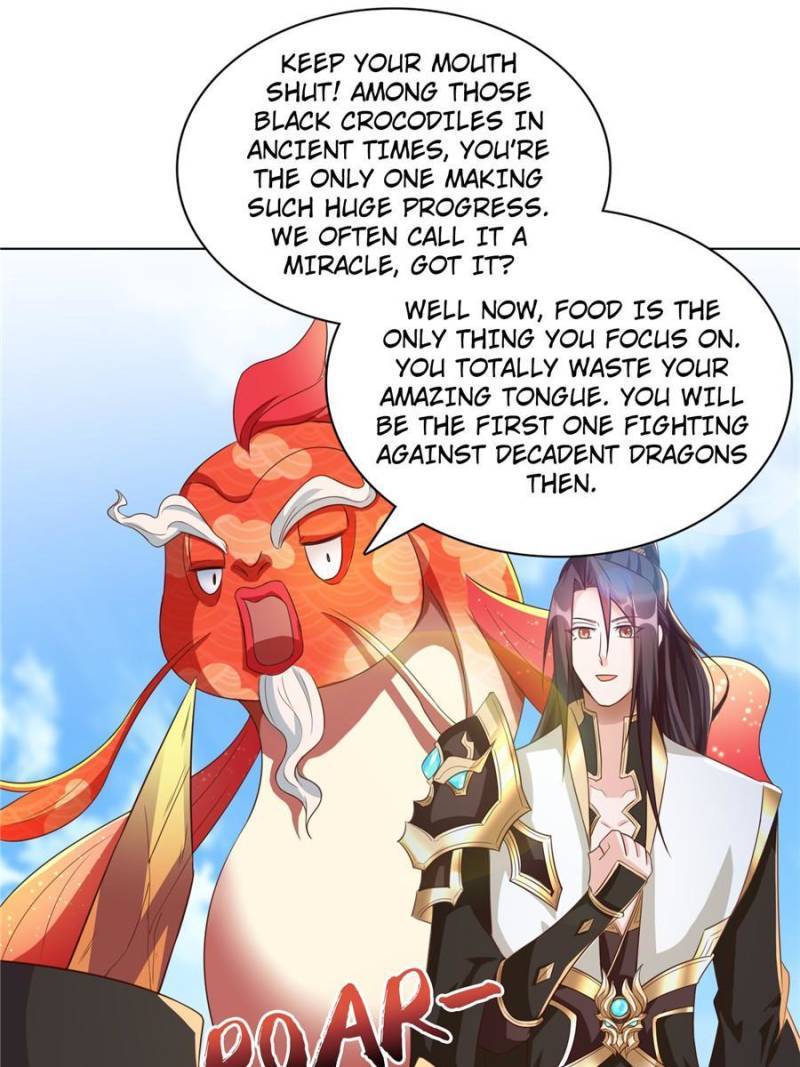 KEEP YOUR MOUTH
SHUT! AMONG THOSE
BLACK CROCODILES IN
ANCIENT TIMES, YOU'RE
THE ONLY ONE MAKING
SUCH HUGE PROGRESS.
WE OFTEN CALL IT A
MIRACLE, GOT IT?
WELL NOW, FOOD IS THE
ONLY THING YOU FOCUS ON.
YOU TOTALLY WASTE YOUR
AMAZING TONGUE. YOU WILL
BE THE FIRST ONE FIGHTING
AGAINST DECADENT DRAGONS
THEN.
ROAR-